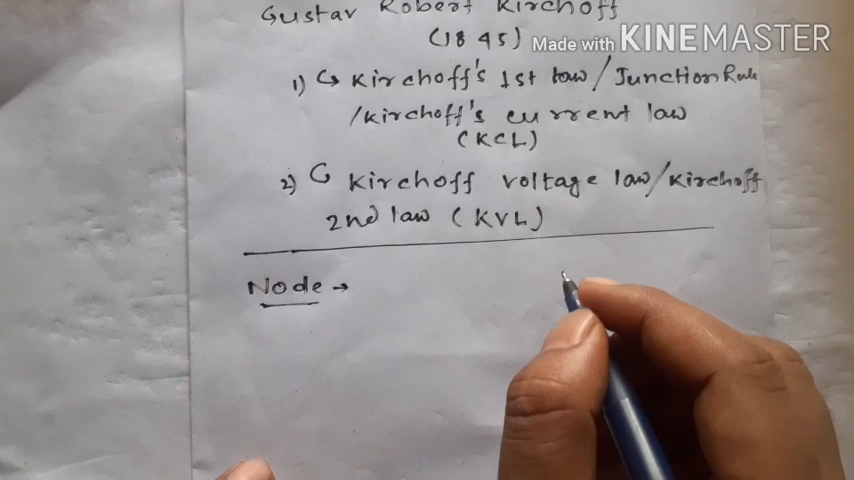 Gustav Robert Kirchoff
(1845)
Made with KINEMASTER
1) ↳ Kirchoff's 1st law/Junction Rule
/Kirchoff's current law
(KCL)
2) ↳ Kirchoff voltage law/Kirchoff
2nd law (KVL)
Node →